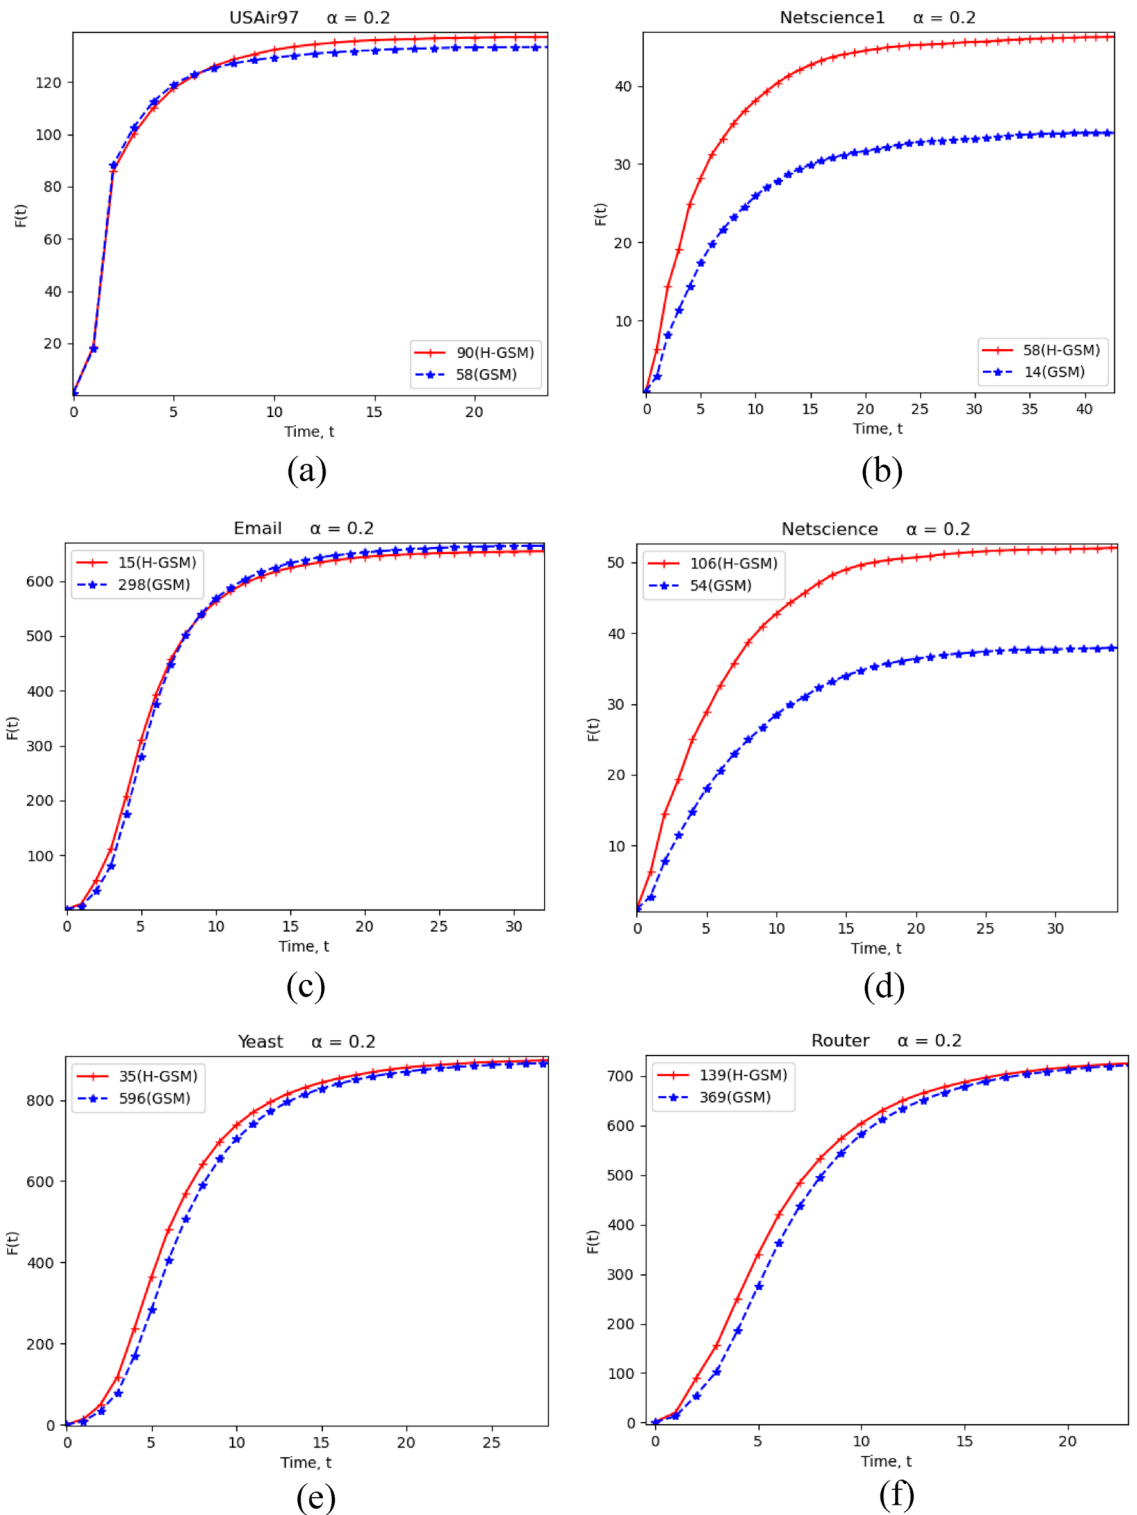 USAir97 α = 0.2
F(t)
120
100
80
60
40
20
0 5 10 15 20
Time, t
90(H-GSM)
58(GSM)
(a)
Netscience1 α = 0.2
F(t)
40
30
20
10
0 5 10 15 20 25 30 35 40
Time, t
58(H-GSM)
14(GSM)
(b)
Email α = 0.2
15(H-GSM)
298(GSM)
F(t)
600
500
400
300
200
100
0 5 10 15 20 25 30
Time, t
(c)
Netscience α = 0.2
106(H-GSM)
54(GSM)
F(t)
50
40
30
20
10
0 5 10 15 20 25 30
Time, t
(d)
Yeast α = 0.2
35(H-GSM)
596(GSM)
F(t)
800
600
400
200
0
0 5 10 15 20 25
Time, t
(e)
Router α = 0.2
139(H-GSM)
369(GSM)
F(t)
700
600
500
400
300
200
100
0
0 5 10 15 20
Time, t
(f)